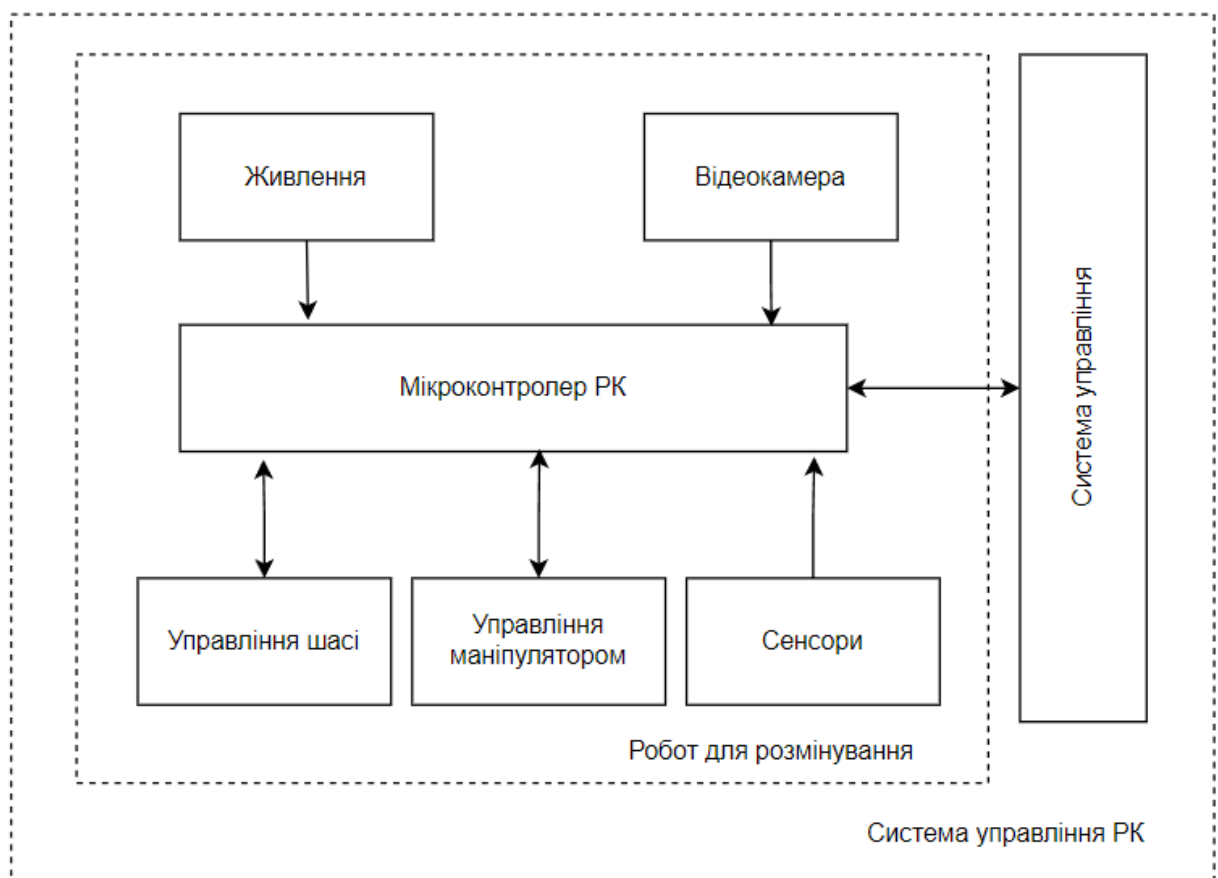 Живлення
Відеокамера
Мікроконтролер РК
Система управління
Управління шасі
Управління
маніпулятором
Сенсори
Робот для розмінування
Система управління РК